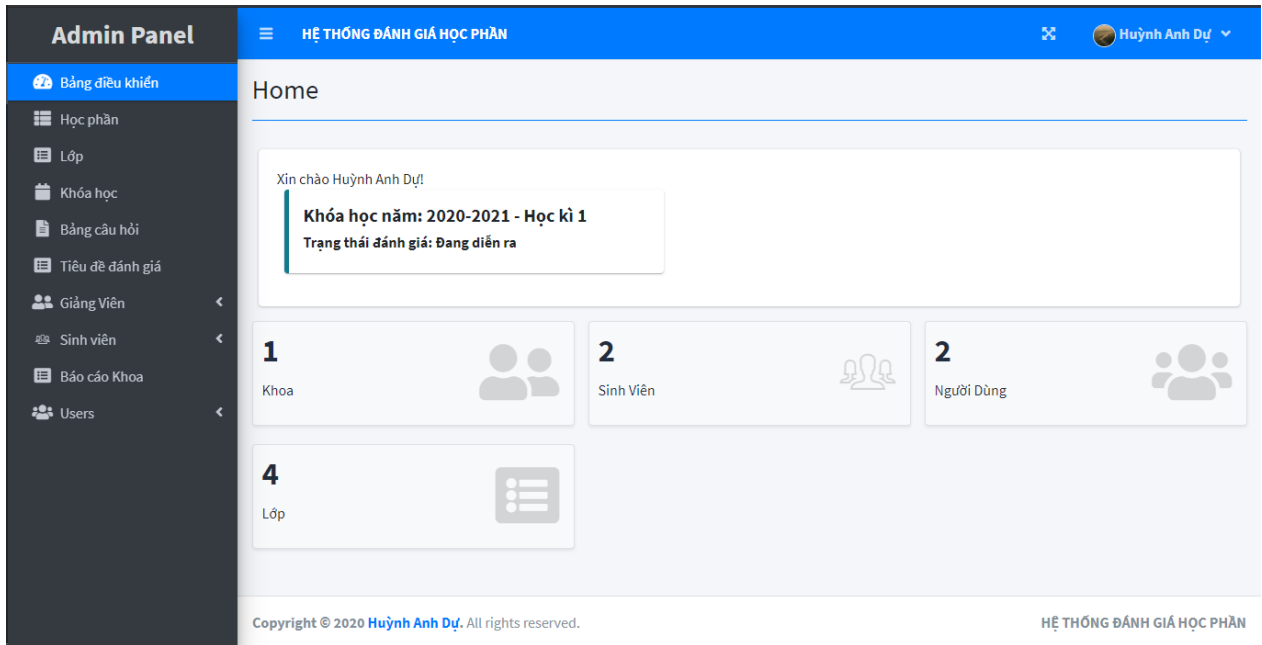 Admin Panel
HỆ THỐNG ĐÁNH GIÁ HỌC PHẦN
Huỳnh Anh Dự
Bảng điều khiển
Học phần
Lớp
Khóa học
Bảng câu hỏi
Tiêu đề đánh giá
Giảng Viên
Sinh viên
Báo cáo Khoa
Users
Home
Xin chào Huỳnh Anh Dự!
Khóa học năm: 2020-2021 - Học kì 1
Trạng thái đánh giá: Đang diễn ra
1
Khoa
2
Sinh Viên
2
Người Dùng
4
Lớp
Copyright © 2020 Huỳnh Anh Dự. All rights reserved.
HỆ THỐNG ĐÁNH GIÁ HỌC PHẦN